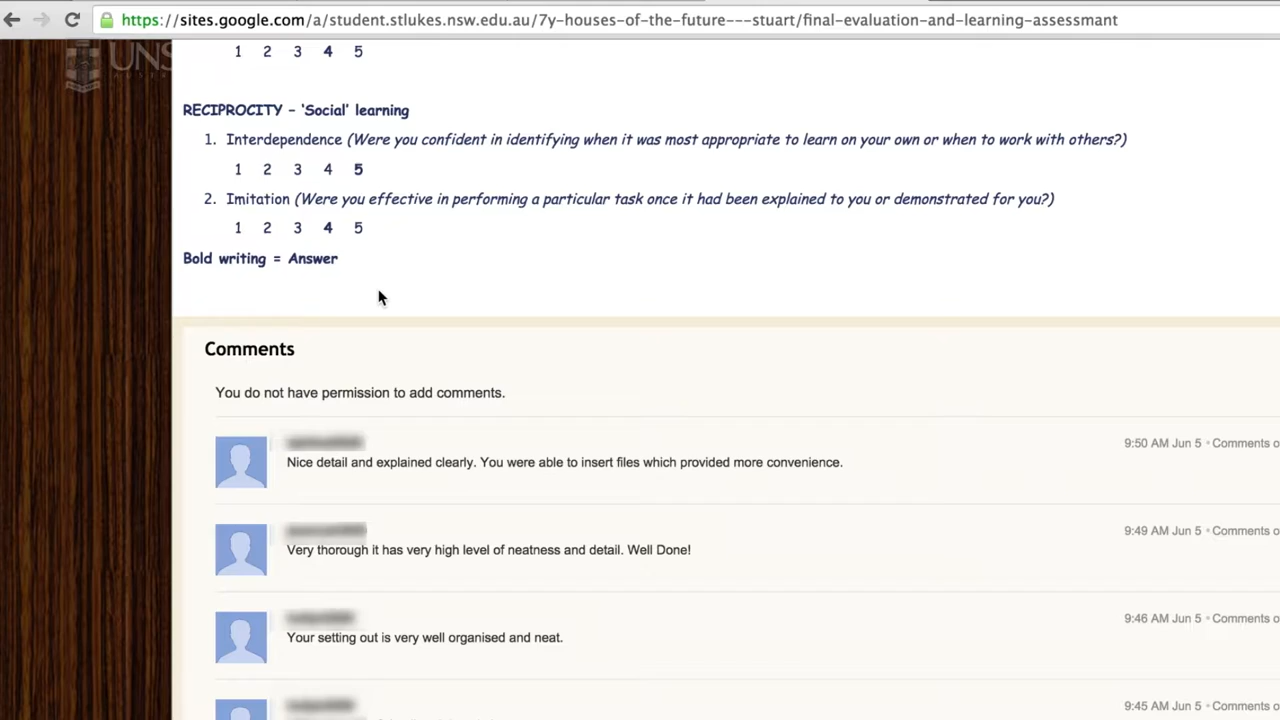 https://sites.google.com/a/student.stlukes.nsw.edu.au/7y-houses-of-the-future---stuart/final-evaluation-and-learning-assessmant
UNS
1 2 3 4 5
RECIPROCITY – ‘Social’ learning
1. Interdependence (Were you confident in identifying when it was most appropriate to learn on your own or when to work with others?)
1 2 3 4 5
2. Imitation (Were you effective in performing a particular task once it had been explained to you or demonstrated for you?)
1 2 3 4 5
Bold writing = Answer
Comments
You do not have permission to add comments.
9:50 AM Jun 5 • Comments o
Nice detail and explained clearly. You were able to insert files which provided more convenience.
9:49 AM Jun 5 • Comments o
Very thorough it has very high level of neatness and detail. Well Done!
9:46 AM Jun 5 • Comments o
Your setting out is very well organised and neat.
9:45 AM Jun 5 • Comments o